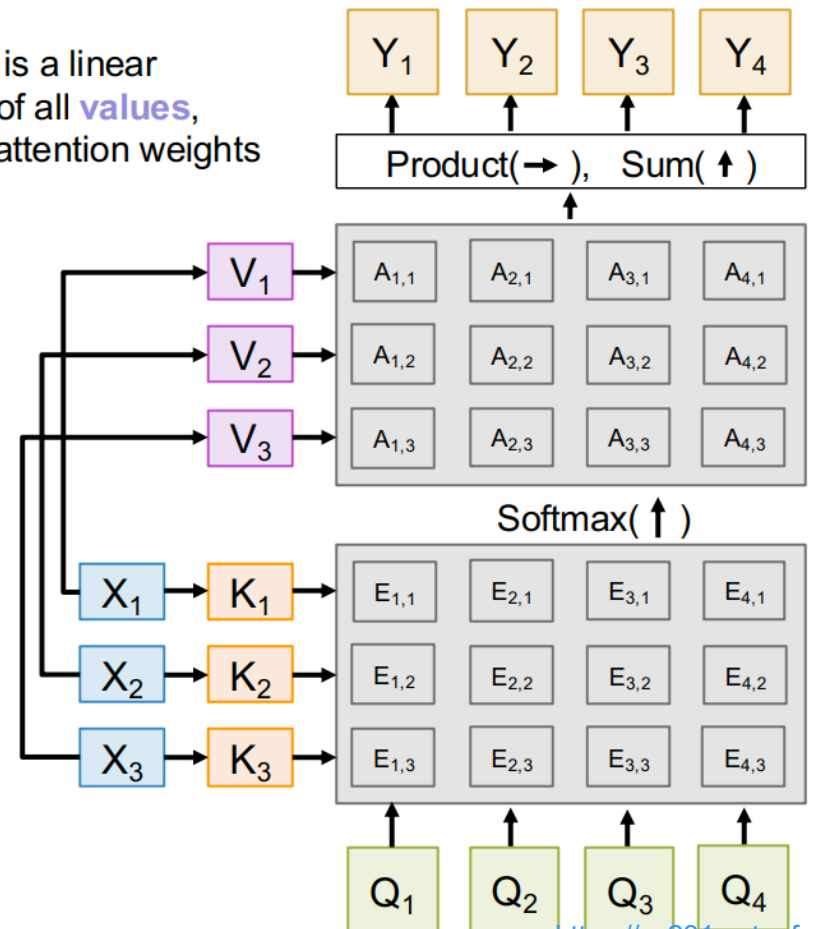 Y₁ Y₂ Y₃ Y₄
is a linear
of all values,
attention weights
Product(→), Sum(↑)
V₁ A₁,₁ A₂,₁ A₃,₁ A₄,₁
V₂ A₁,₂ A₂,₂ A₃,₂ A₄,₂
V₃ A₁,₃ A₂,₃ A₃,₃ A₄,₃
Softmax(↑)
X₁ K₁ E₁,₁ E₂,₁ E₃,₁ E₄,₁
X₂ K₂ E₁,₂ E₂,₂ E₃,₂ E₄,₂
X₃ K₃ E₁,₃ E₂,₃ E₃,₃ E₄,₃
Q₁ Q₂ Q₃ Q₄